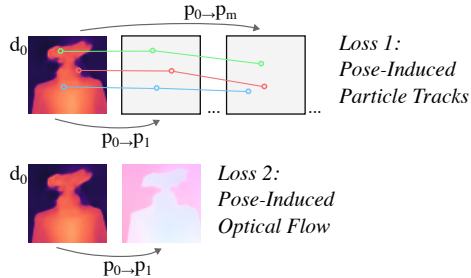 p0→pm
d0
Loss 1:
Pose-Induced
Particle Tracks
... ...
p0→p1
d0
Loss 2:
Pose-Induced
Optical Flow
p0→p1